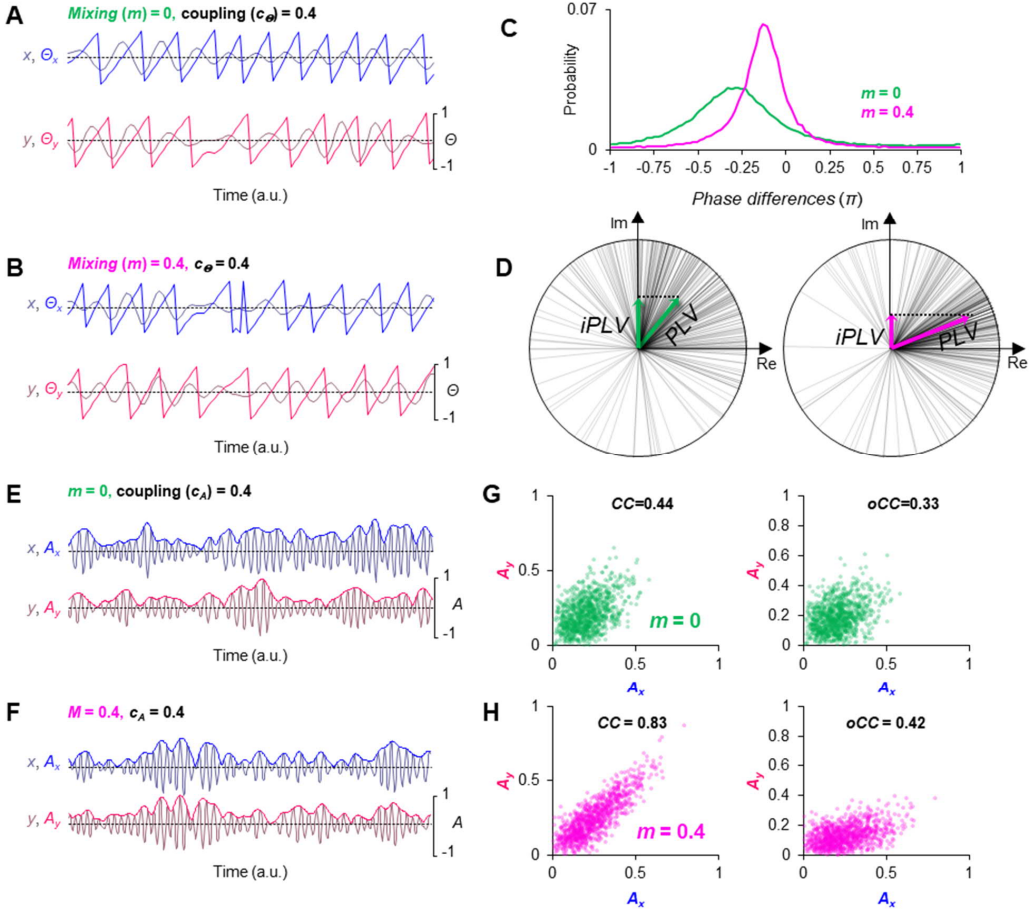 A
Mixing (m) = 0, coupling (cΘ) = 0.4
x, Θx
y, Θy
1
Θ
-1
Time (a.u.)
B
Mixing (m) = 0.4, cΘ = 0.4
x, Θx
y, Θy
1
Θ
-1
Time (a.u.)
C
0.07
Probability
0
m = 0
m = 0.4
-1 -0.75 -0.5 -0.25 0 0.25 0.5 0.75 1
Phase differences (π)
D
Im
iPLV
PLV
Re
Im
iPLV
PLV
Re
E
m = 0, coupling (cA) = 0.4
x, Ax
y, Ay
1
A
-1
Time (a.u.)
F
M = 0.4, cA = 0.4
x, Ax
y, Ay
1
A
-1
Time (a.u.)
G
CC=0.44
1
0.5
0
Ay
m = 0
0 0.5 1
Ax
oCC=0.33
1
0.8
0.6
0.4
0.2
0
Ay
0 0.5 1
Ax
H
CC = 0.83
1
0.5
0
Ay
m = 0.4
0 0.5 1
Ax
oCC = 0.42
1
0.8
0.6
0.4
0.2
0
Ay
0 0.5 1
Ax